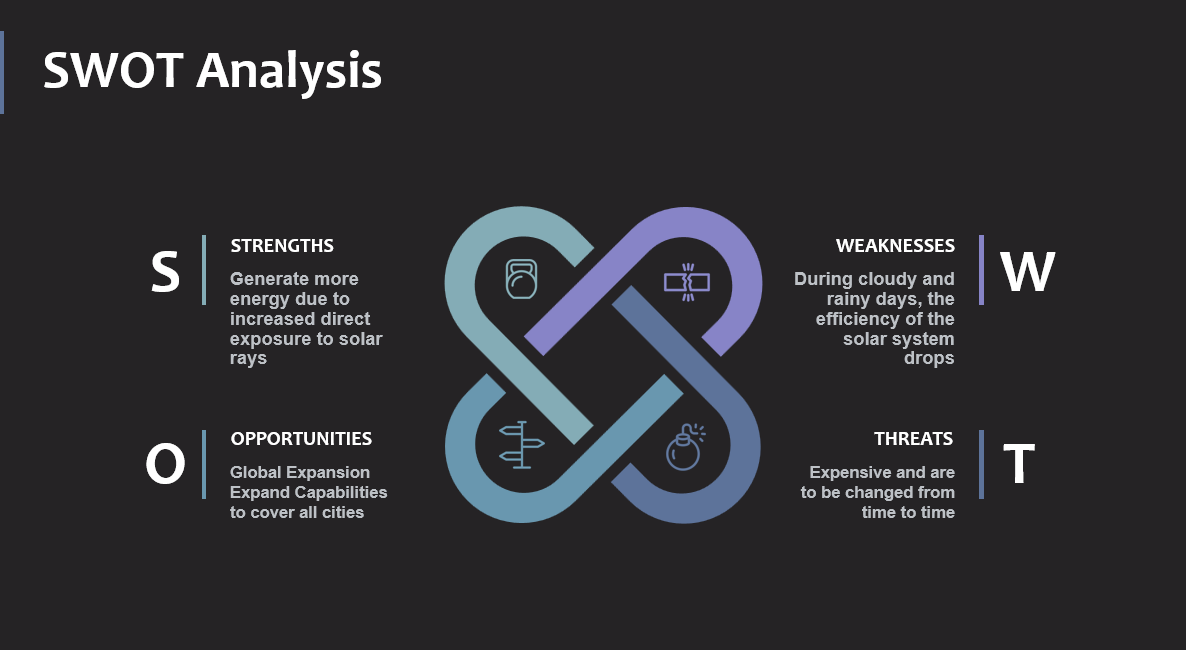 SWOT Analysis
S
STRENGTHS
Generate more
energy due to
increased direct
exposure to solar
rays
WEAKNESSES
During cloudy and
rainy days, the
efficiency of the
solar system
drops
W
O
OPPORTUNITIES
Global Expansion
Expand Capabilities
to cover all cities
THREATS
Expensive and are
to be changed from
time to time
T